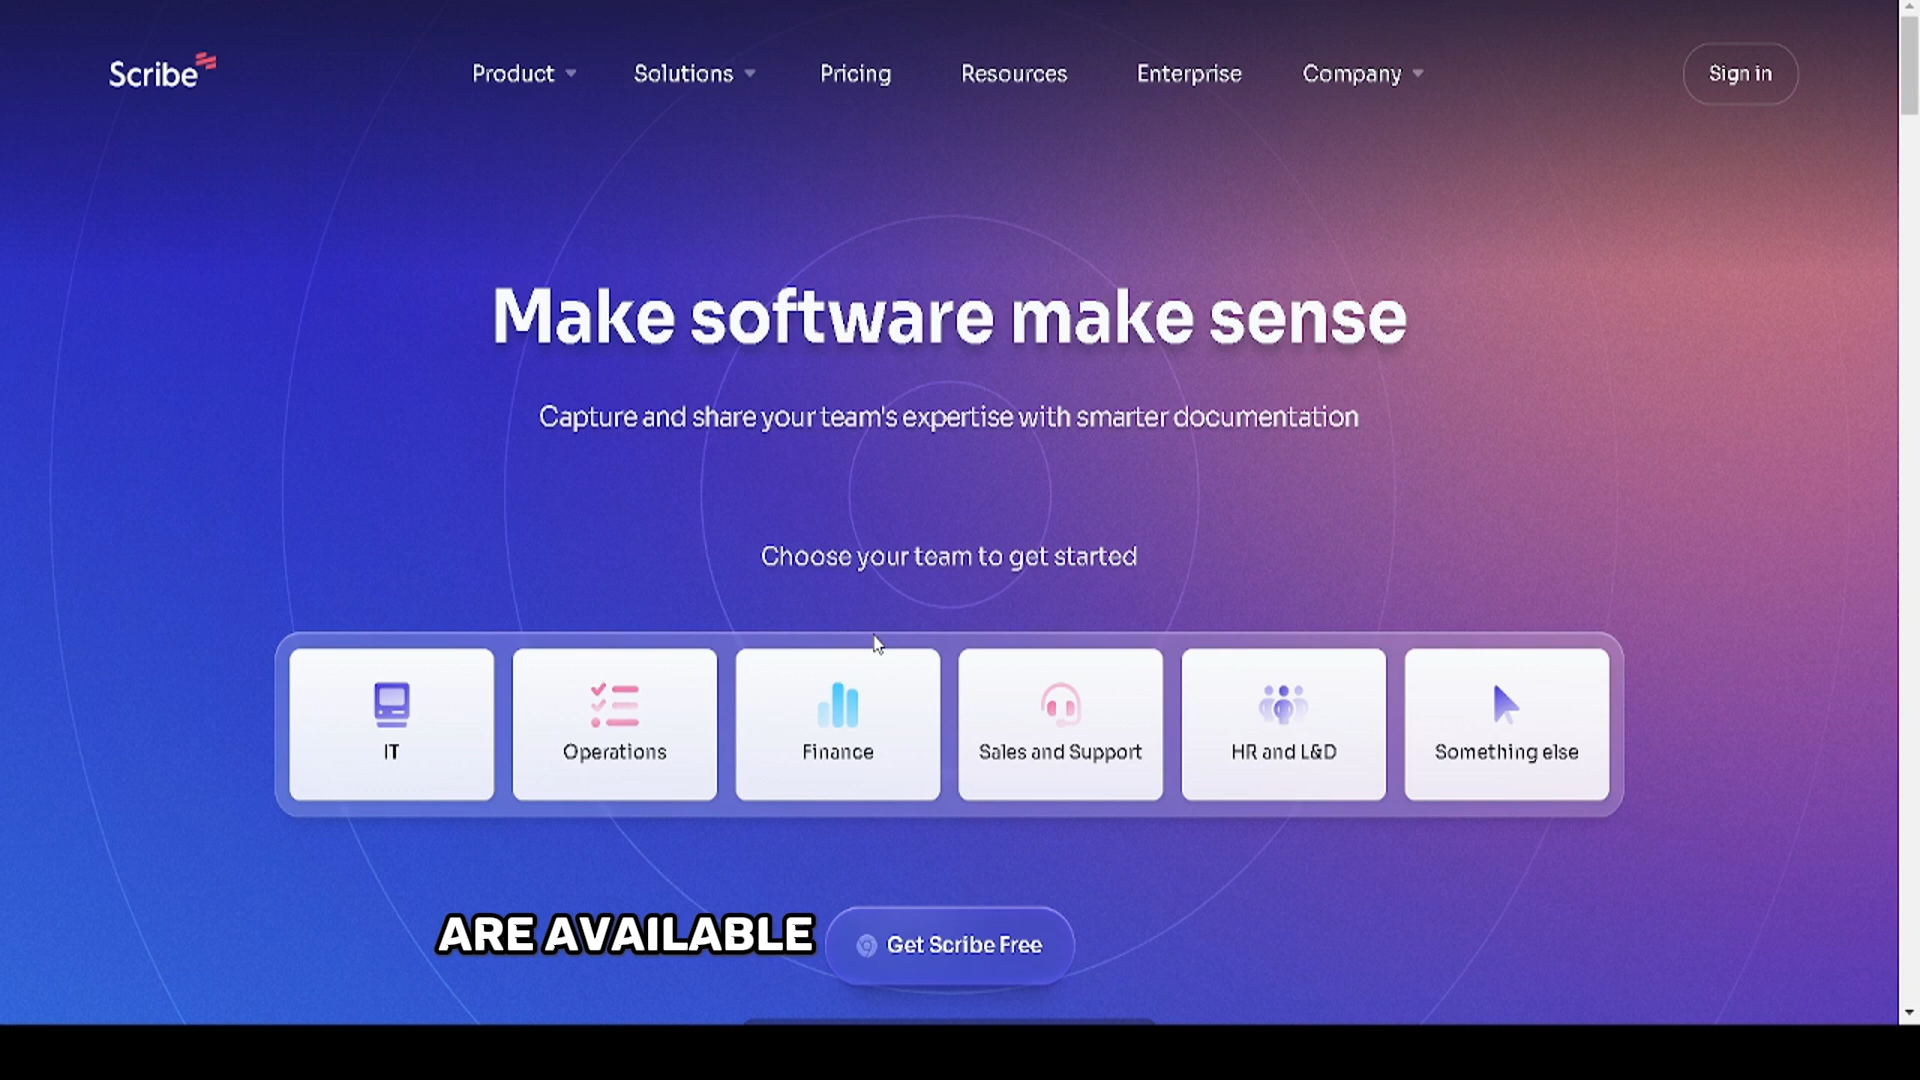 Scribe
Product Solutions Pricing Resources Enterprise Company Sign in
Make software make sense
Capture and share your team's expertise with smarter documentation
Choose your team to get started
IT Operations Finance Sales and Support HR and L&D Something else
ARE AVAILABLE
Get Scribe Free